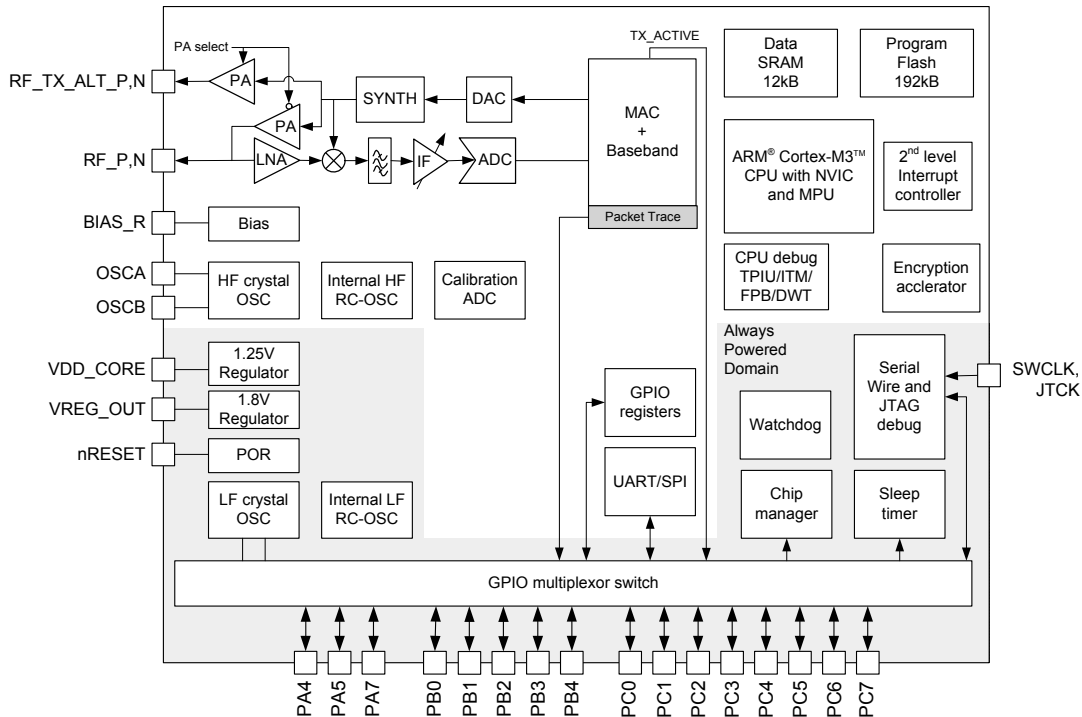 PA select
TX_ACTIVE
RF_TX_ALT_P,N
PA
SYNTH
DAC
MAC
+
Baseband
Data
SRAM
12kB
Program
Flash
192kB
PA
RF_P,N
LNA
IF
ADC
ARM® Cortex-M3™
CPU with NVIC
and MPU
2nd level
Interrupt
controller
Packet Trace
BIAS_R
Bias
OSCA
OSCB
HF crystal
OSC
Internal HF
RC-OSC
Calibration
ADC
CPU debug
TPIU/ITM/
FPB/DWT
Encryption
acclerator
Always
Powered
Domain
VDD_CORE
1.25V
Regulator
VREG_OUT
1.8V
Regulator
nRESET
POR
GPIO
registers
Watchdog
Serial
Wire and
JTAG
debug
SWCLK,
JTCK
LF crystal
OSC
Internal LF
RC-OSC
UART/SPI
Chip
manager
Sleep
timer
GPIO multiplexor switch
PA4
PA5
PA7
PB0
PB1
PB2
PB3
PB4
PC0
PC1
PC2
PC3
PC4
PC5
PC6
PC7